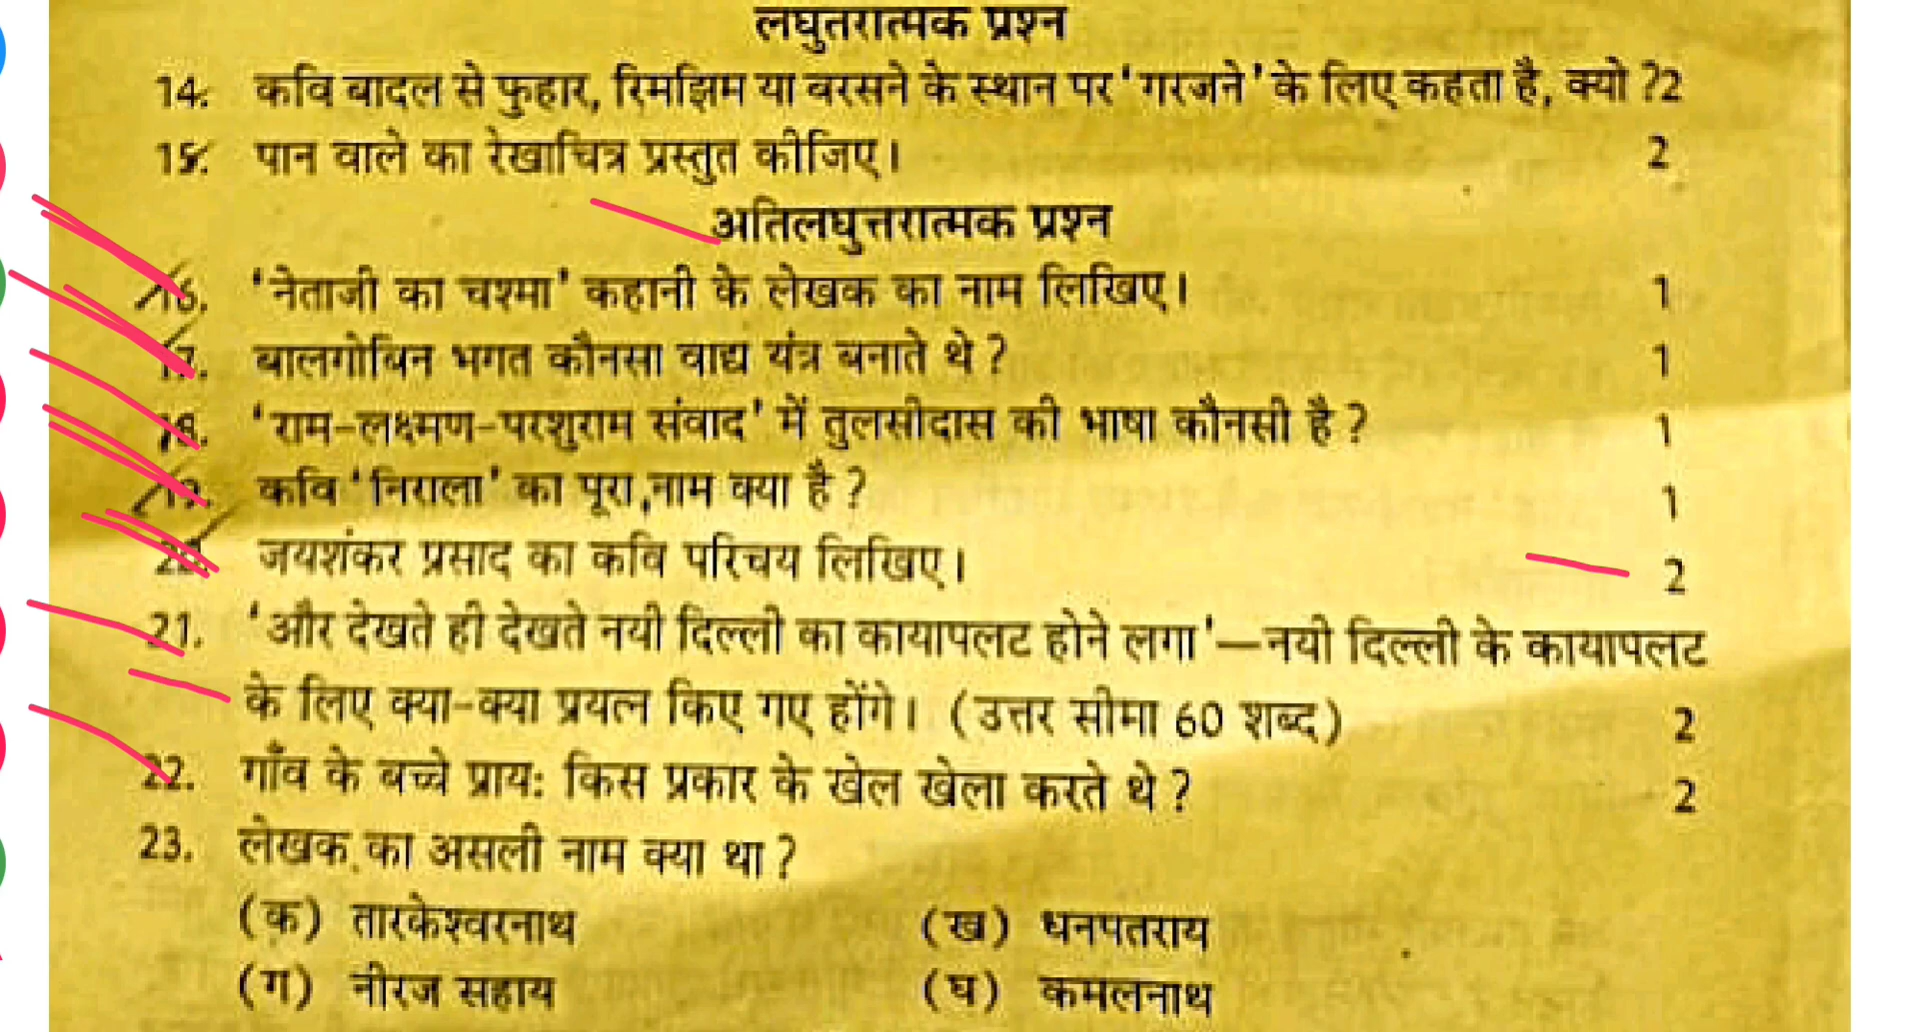 लघुतरात्मक प्रश्न
14. कवि बादल से फुहार, रिमझिम या बरसने के स्थान पर 'गरजने' के लिए कहता है, क्यो ?2
15. पान वाले का रेखाचित्र प्रस्तुत कीजिए। 2
अतिलघुत्तरात्मक प्रश्न
16. 'नेताजी का चश्मा' कहानी के लेखक का नाम लिखिए। 1
17. बालगोबिन भगत कौनसा वाद्य यंत्र बनाते थे ? 1
18. 'राम-लक्ष्मण-परशुराम संवाद' में तुलसीदास की भाषा कौनसी है ? 1
19. कवि 'निराला' का पूरा नाम क्या है ? 1
20. जयशंकर प्रसाद का कवि परिचय लिखिए। 2
21. 'और देखते ही देखते नयी दिल्ली का कायापलट होने लगा'—नयी दिल्ली के कायापलट
के लिए क्या-क्या प्रयत्न किए गए होंगे। (उत्तर सीमा 60 शब्द) 2
22. गाँव के बच्चे प्राय: किस प्रकार के खेल खेला करते थे ? 2
23. लेखक का असली नाम क्या था ?
(क) तारकेश्वरनाथ (ख) धनपतराय
(ग) नीरज सहाय (घ) कमलनाथ